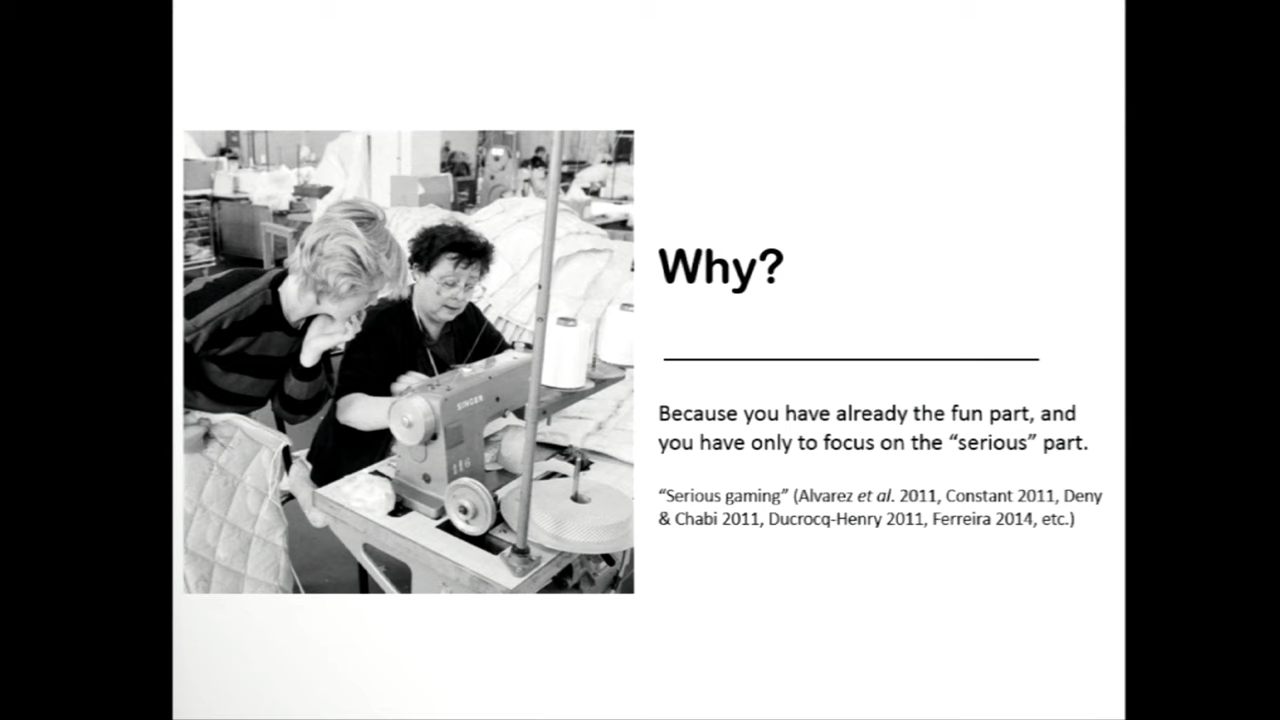 SINGER
116
Why?
Because you have already the fun part, and
you have only to focus on the “serious” part.
“Serious gaming” (Alvarez et al. 2011, Constant 2011, Deny
& Chabi 2011, Ducrocq-Henry 2011, Ferreira 2014, etc.)